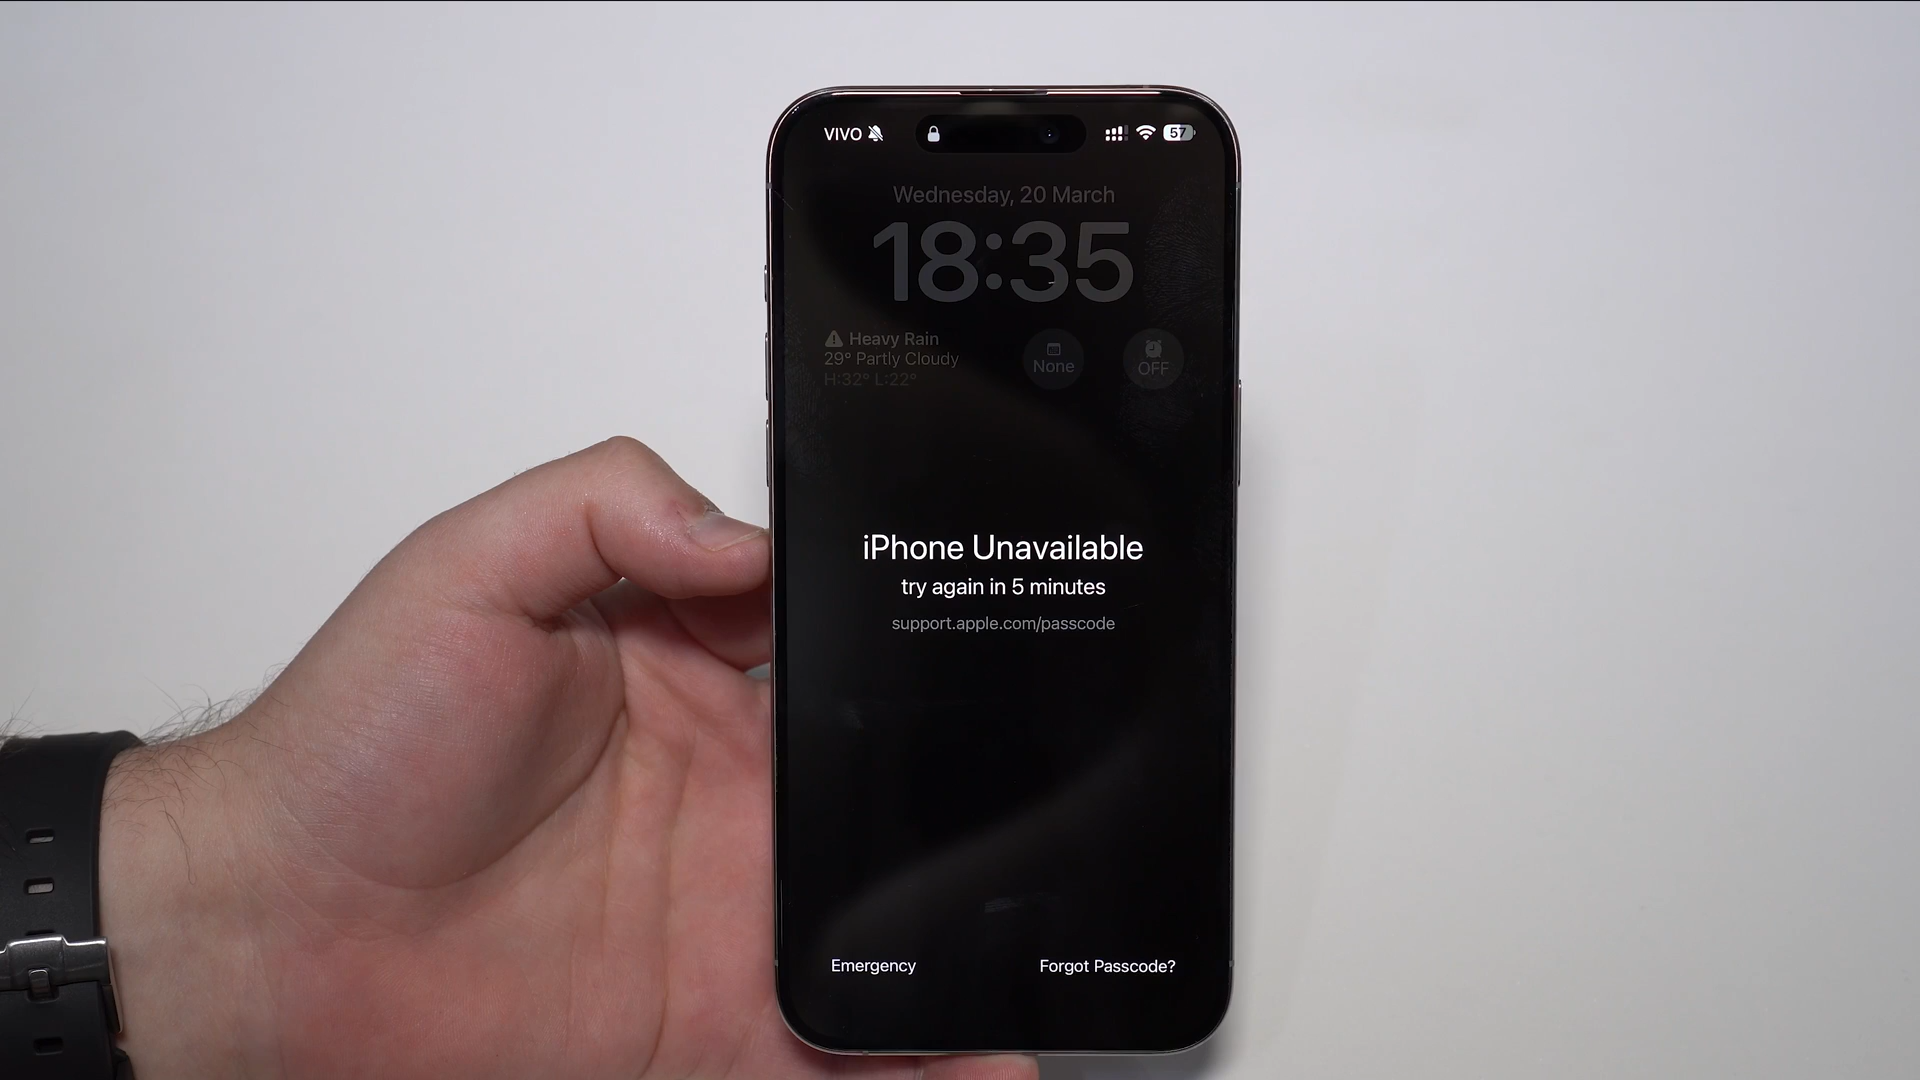 VIVO
57
Wednesday, 20 March
18:35
Heavy Rain
29° Partly Cloudy
H:32° L:22°
None
OFF
iPhone Unavailable
try again in 5 minutes
support.apple.com/passcode
Emergency
Forgot Passcode?